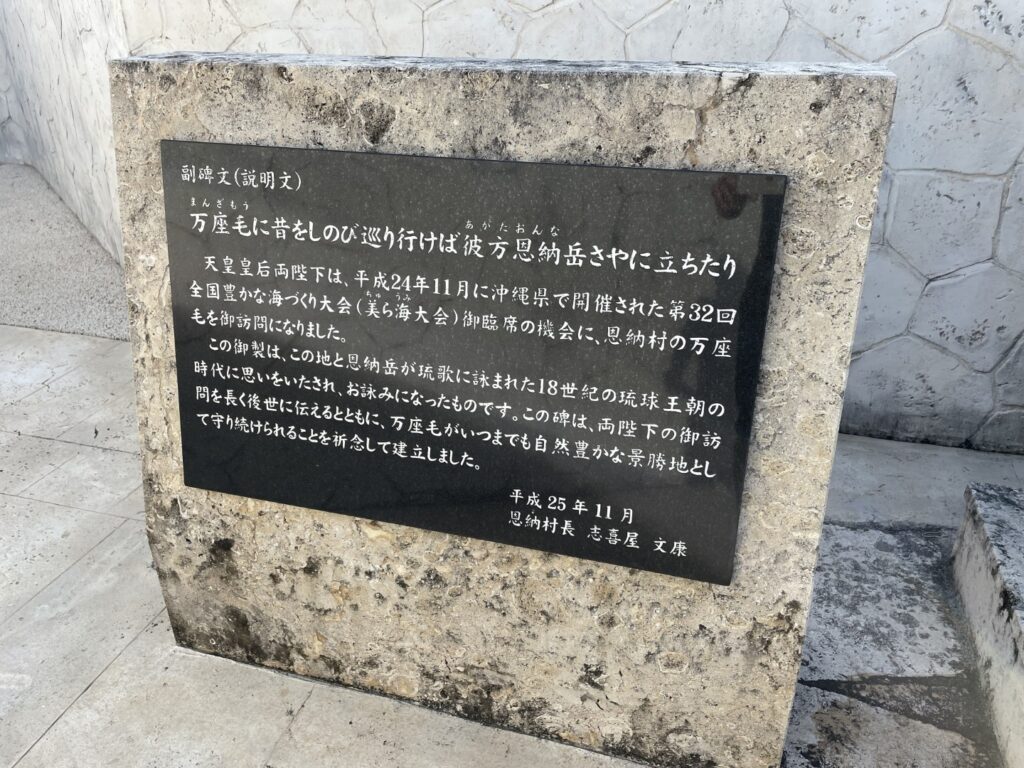 副碑文(説明文)
まんざもう
あがたおんな
万座毛に昔をしのび巡り行けば彼方恩納岳さやに立ちたり
天皇皇后両陛下は、平成24年11月に沖縄県で開催された第32回
ちゅ うみ
全国豊かな海づくり大会(美ら海大会)御臨席の機会に、恩納村の万座
毛を御訪問になりました。
この御製は、この地と恩納岳が琉歌に詠まれた18世紀の琉球王朝の
時代に思いをいたされ、お詠みになったものです。この碑は、両陛下の御訪
問を長く後世に伝えるとともに、万座毛がいつまでも自然豊かな景勝地とし
て守り続けられることを祈念して建立しました。
平成25年11月
恩納村長 志喜屋 文康